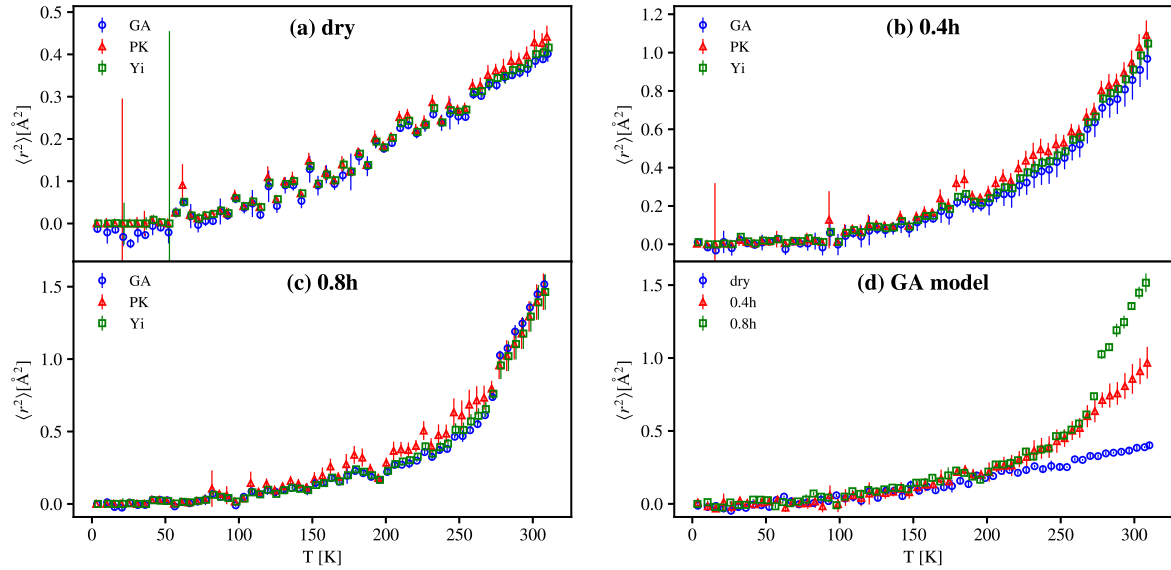 (a) dry
GA
PK
Yi
0.5
0.4
0.3
0.2
0.1
0.0
⟨r²⟩[Å²]
(b) 0.4h
GA
PK
Yi
1.2
1.0
0.8
0.6
0.4
0.2
0.0
⟨r²⟩[Å²]
(c) 0.8h
GA
PK
Yi
1.5
1.0
0.5
0.0
⟨r²⟩[Å²]
0 50 100 150 200 250 300
T [K]
(d) GA model
dry
0.4h
0.8h
1.5
1.0
0.5
0.0
⟨r²⟩[Å²]
0 50 100 150 200 250 300
T [K]